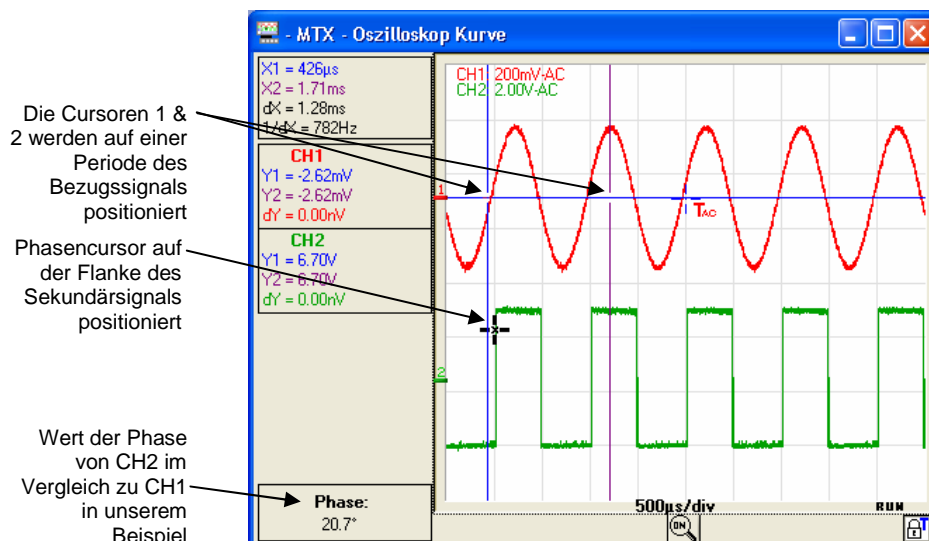 - MTX - Oszilloskop Kurve
X1 = 426µs
X2 = 1.71ms
dX = 1.28ms
1/dX = 782Hz
CH1
Y1 = -2.62mV
Y2 = -2.62mV
dY = 0.00nV
CH2
Y1 = 6.70V
Y2 = 6.70V
dY = 0.00nV
CH1 200mV-AC
CH2 2.00V-AC
1
TAC
2
Die Cursoren 1 &
2 werden auf einer
Periode des
Bezugssignals
positioniert
Phasencursor auf
der Flanke des
Sekundärsignals
positioniert
Wert der Phase
von CH2 im
Vergleich zu CH1
in unserem
Beispiel
Phase:
20.7°
500µs/div
RUN
ON
T